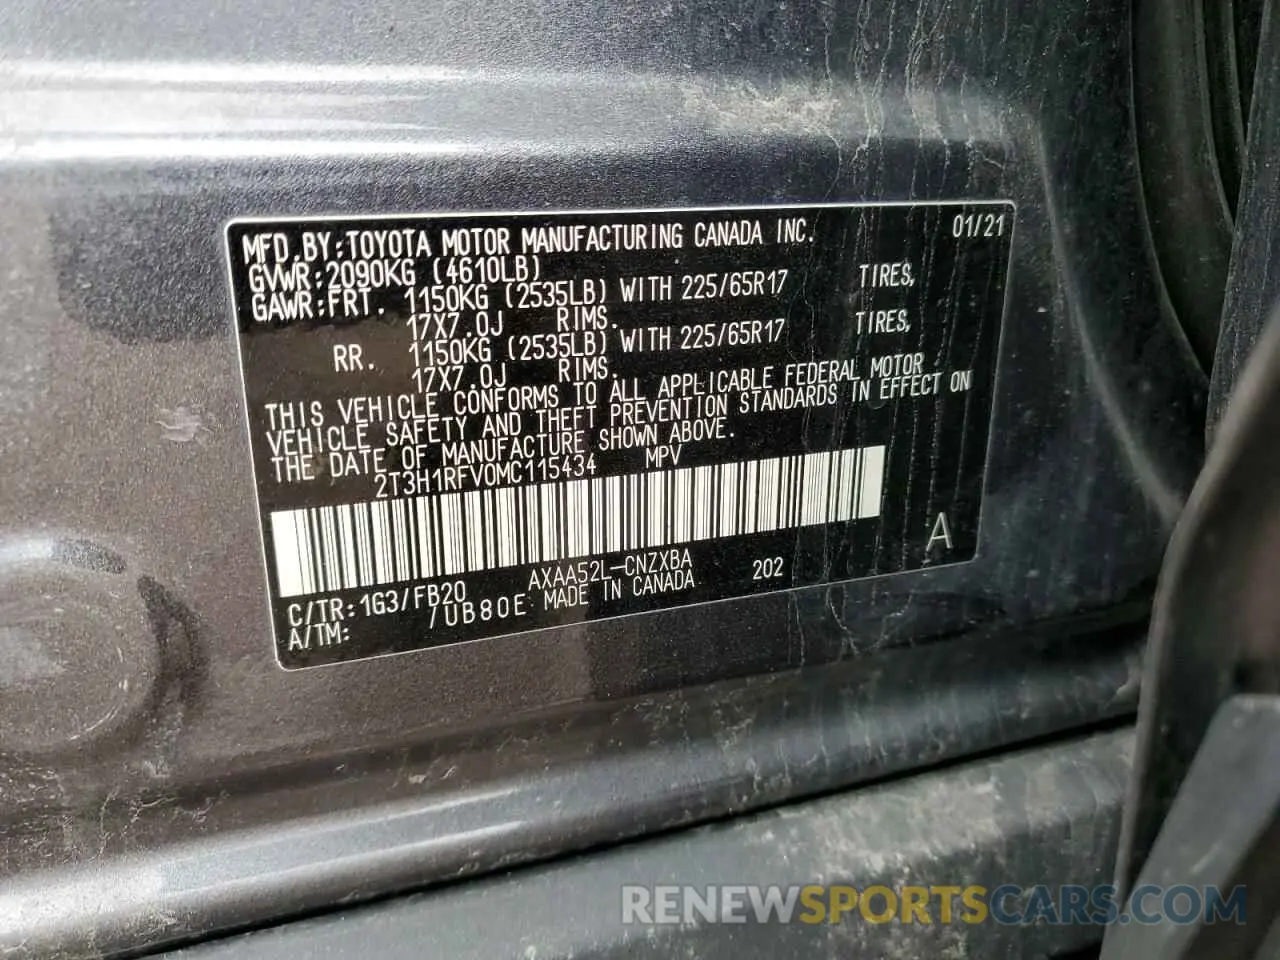 MFD.BY:TOYOTA MOTOR MANUFACTURING CANADA INC. 01/21
GVWR:2090KG (4610LB)
GAWR:FRT. 1150KG (2535LB) WITH 225/65R17 TIRES,
17X7.0J RIMS.
RR. 1150KG (2535LB) WITH 225/65R17 TIRES,
17X7.0J RIMS.
THIS VEHICLE CONFORMS TO ALL APPLICABLE FEDERAL MOTOR
VEHICLE SAFETY AND THEFT PREVENTION STANDARDS IN EFFECT ON
THE DATE OF MANUFACTURE SHOWN ABOVE.
2T3H1RFV0MC115434 MPV
A
AXAA52L-CNZXBA 202
C/TR:1G3/FB20 MADE IN CANADA
A/TM: /UB80E
RENEWSPORTSCARS.COM